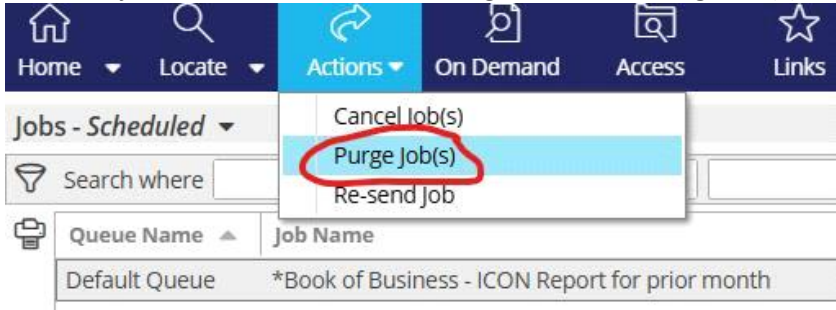 Home Locate Actions On Demand Access Links
Cancel Job(s)
Jobs - Scheduled
Purge Job(s)
Search where
Re-send Job
Queue Name Job Name
Default Queue *Book of Business - ICON Report for prior month